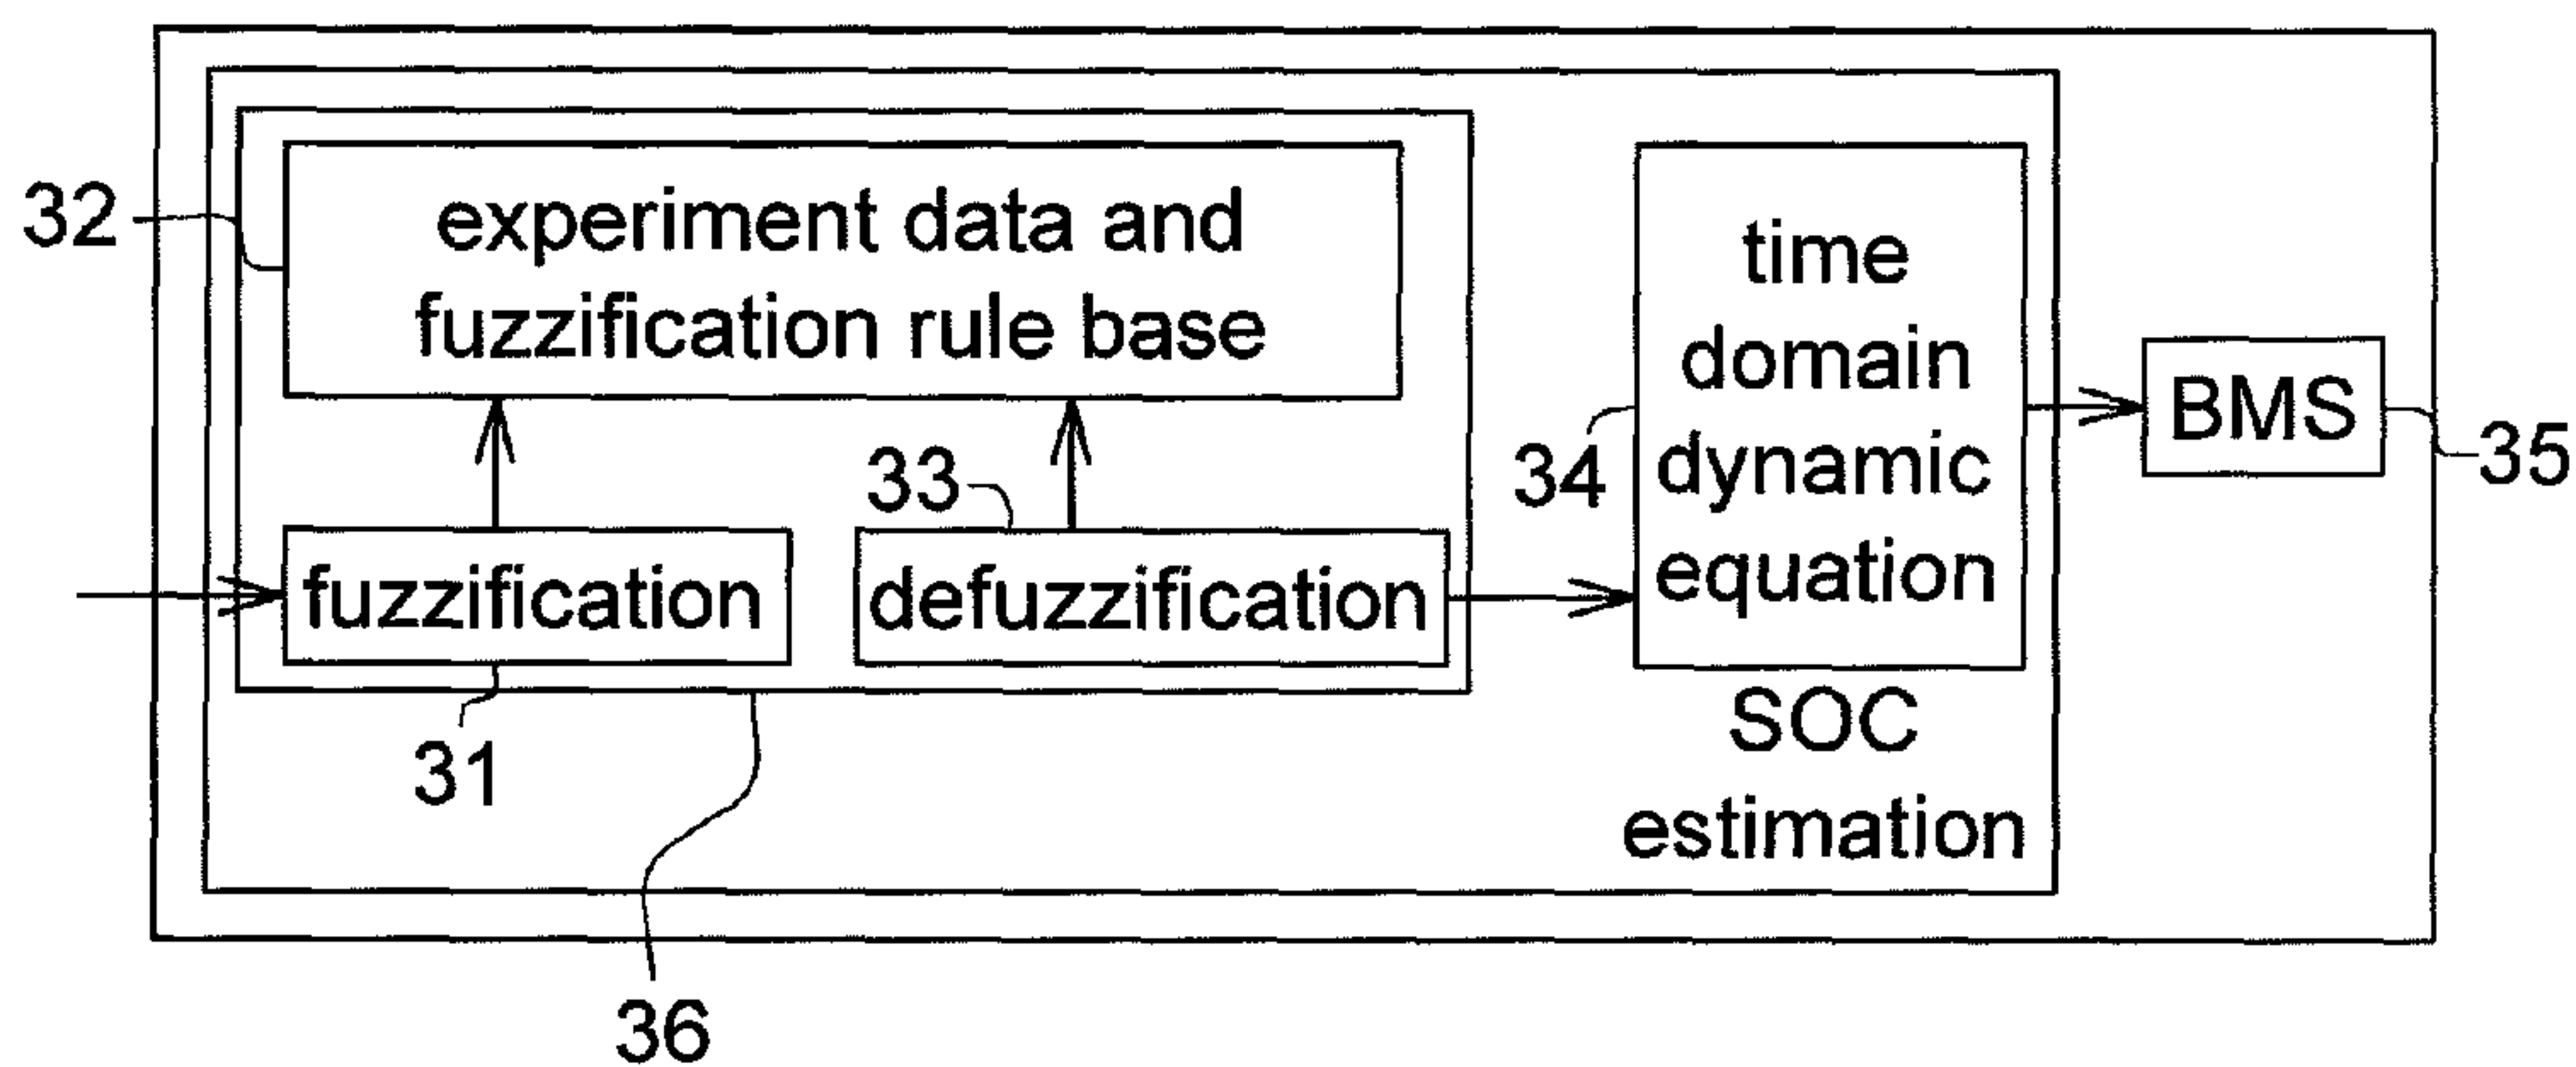 32
experiment data and
fuzzification rule base
33
fuzzification
defuzzification
31
36
34
time
domain
dynamic
equation
SOC
estimation
BMS
35